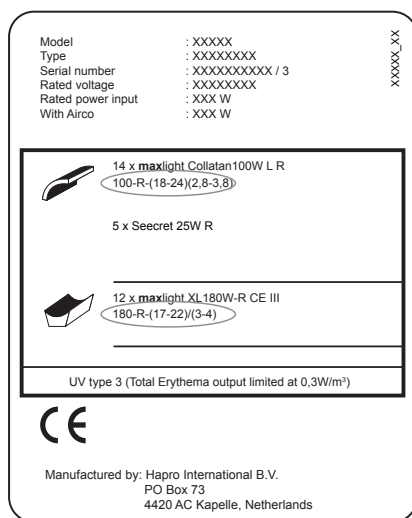 Model : XXXXX
Type : XXXXXXXX
Serial number : XXXXXXXXXX / 3
Rated voltage : XXXXXXXX
Rated power input : XXX W
With Airco : XXX W
XXXXX_XX
14 x maxlight Collatan100W L R
100-R-(18-24)(2,8-3,8)
5 x Seecret 25W R
12 x maxlight XL180W-R CE III
180-R-(17-22)/(3-4)
UV type 3 (Total Erythema output limited at 0,3W/m³)
CE
Manufactured by: Hapro International B.V.
PO Box 73
4420 AC Kapelle, Netherlands